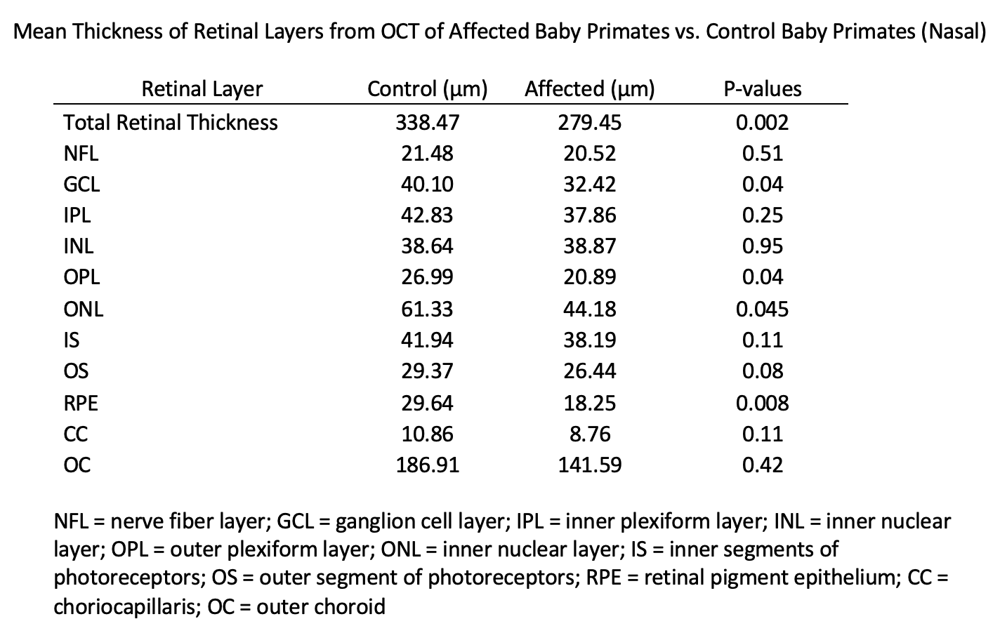 Mean Thickness of Retinal Layers from OCT of Affected Baby Primates vs. Control Baby Primates (Nasal)
Retinal Layer Control (µm) Affected (µm) P-values
Total Retinal Thickness 338.47 279.45 0.002
NFL 21.48 20.52 0.51
GCL 40.10 32.42 0.04
IPL 42.83 37.86 0.25
INL 38.64 38.87 0.95
OPL 26.99 20.89 0.04
ONL 61.33 44.18 0.045
IS 41.94 38.19 0.11
OS 29.37 26.44 0.08
RPE 29.64 18.25 0.008
CC 10.86 8.76 0.11
OC 186.91 141.59 0.42
NFL = nerve fiber layer; GCL = ganglion cell layer; IPL = inner plexiform layer; INL = inner nuclear
layer; OPL = outer plexiform layer; ONL = inner nuclear layer; IS = inner segments of
photoreceptors; OS = outer segment of photoreceptors; RPE = retinal pigment epithelium; CC =
choriocapillaris; OC = outer choroid